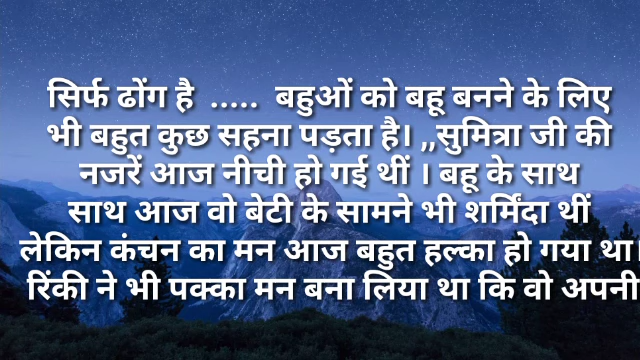 सिर्फ ढोंग है ..... बहुओं को बहू बनने के लिए
भी बहुत कुछ सहना पड़ता है। ,,सुमित्रा जी की
नजरें आज नीची हो गई थीं । बहू के साथ
साथ आज वो बेटी के सामने भी शर्मिंदा थीं
लेकिन कंचन का मन आज बहुत हल्का हो गया था।
रिंकी ने भी पक्का मन बना लिया था कि वो अपनी